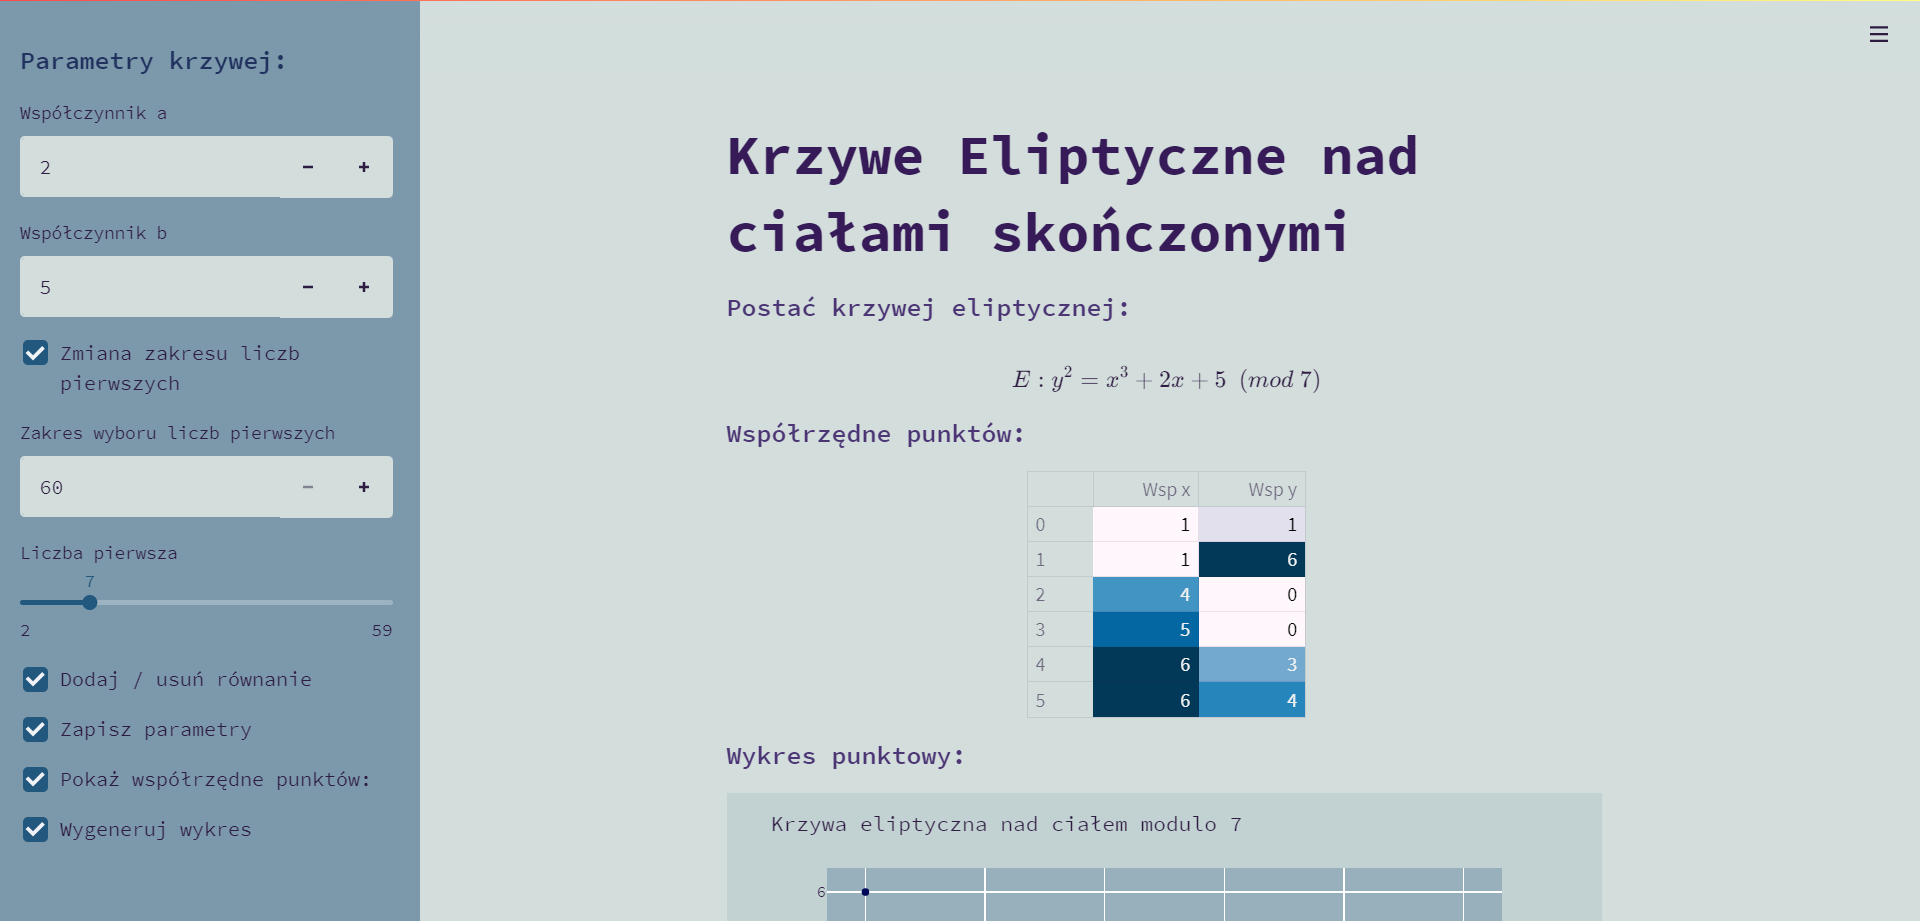 Parametry krzywej:
Współczynnik a
2
Współczynnik b
5
Zmiana zakresu liczb
pierwszych
Zakres wyboru liczb pierwszych
60
Liczba pierwsza
7
2 59
Dodaj / usuń równanie
Zapisz parametry
Pokaż współrzędne punktów:
Wygeneruj wykres
Krzywe Eliptyczne nad
ciałami skończonymi
Postać krzywej eliptycznej:
E : y² = x³ + 2x + 5 (mod 7)
Współrzędne punktów:
Wsp x Wsp y
0 1 1
1 1 6
2 4 0
3 5 0
4 6 3
5 6 4
Wykres punktowy:
Krzywa eliptyczna nad ciałem modulo 7
6